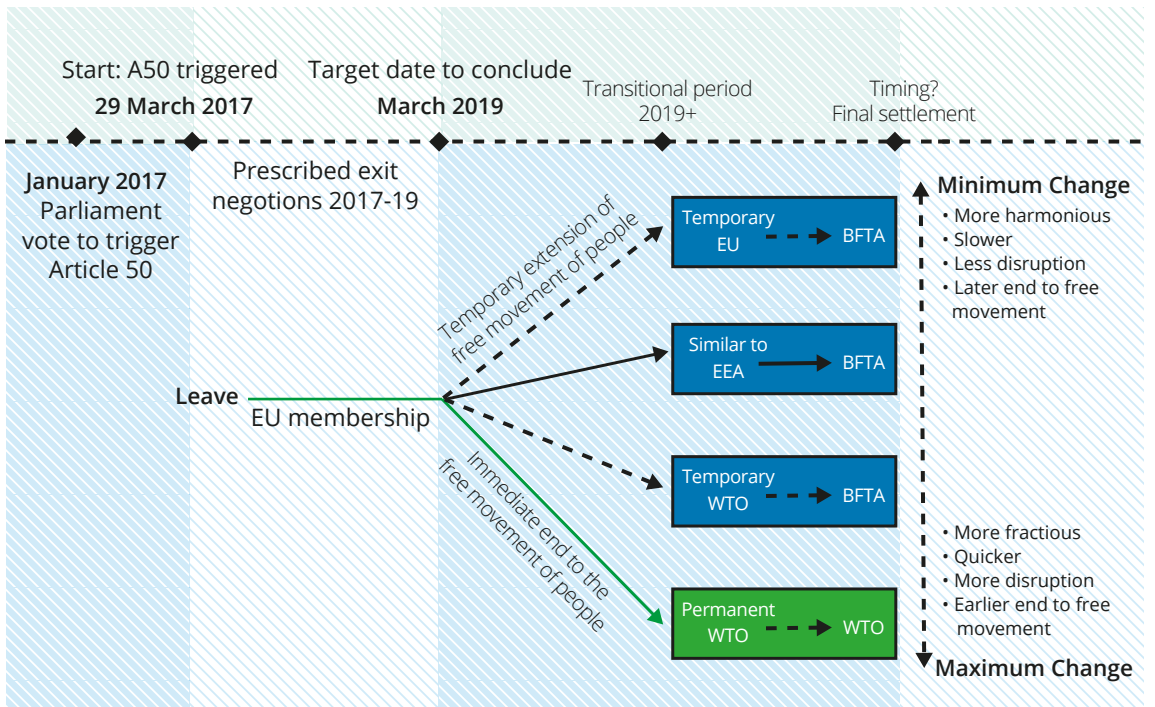 Start: A50 triggered
29 March 2017
Target date to conclude
March 2019
Transitional period
2019+
Timing?
Final settlement
January 2017
Parliament
vote to trigger
Article 50
Prescribed exit
negotions 2017-19
Temporary extension of
free movement of people
Leave
EU membership
Immediate end to the
free movement of people
Temporary
EU
BFTA
Similar to
EEA
BFTA
Temporary
WTO
BFTA
Permanent
WTO
WTO
Minimum Change
• More harmonious
• Slower
• Less disruption
• Later end to free
movement
• More fractious
• Quicker
• More disruption
• Earlier end to free
movement
Maximum Change